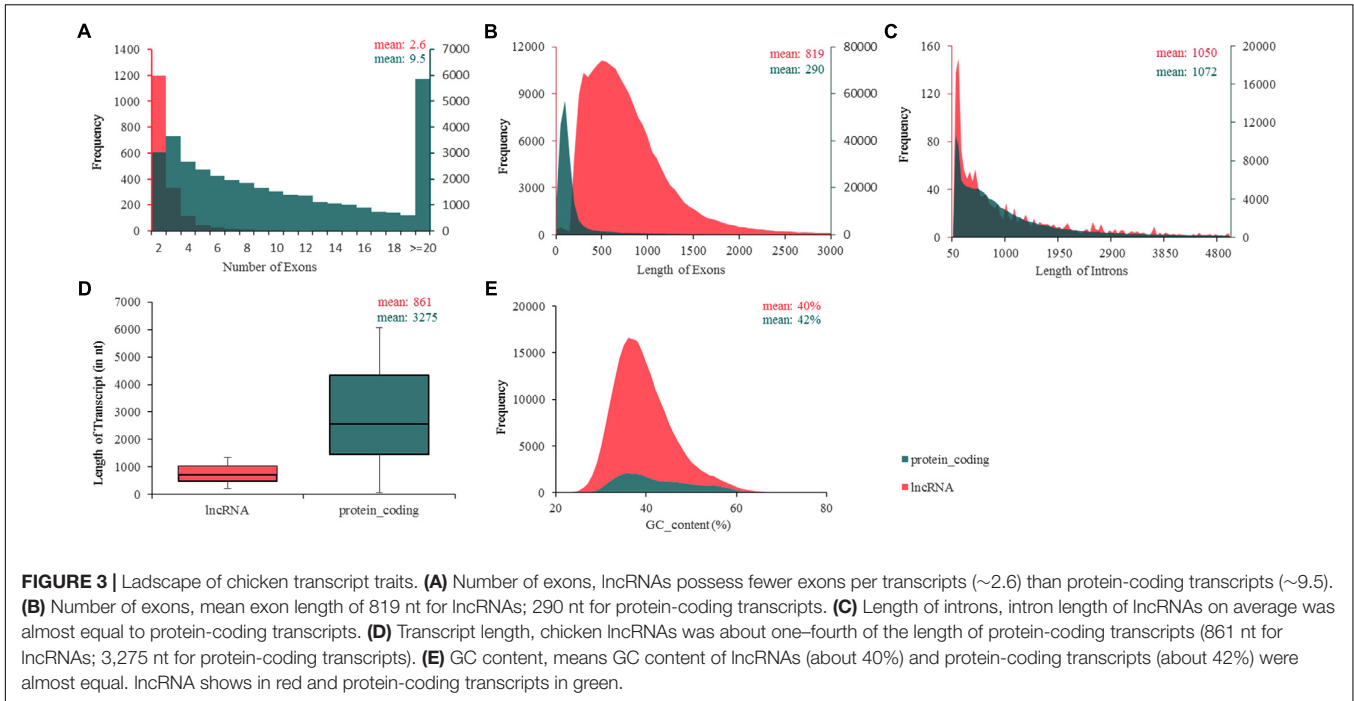 A
mean: 2.6
mean: 9.5
1400
1200
1000
800
600
400
200
0
7000
6000
5000
4000
3000
2000
1000
0
Frequency
2 4 6 8 10 12 14 16 18 >=20
Number of Exons
B
mean: 819
mean: 290
12000
9000
6000
3000
0
80000
60000
40000
20000
0
Frequency
0 500 1000 1500 2000 2500 3000
Length of Exons
C
mean: 1050
mean: 1072
160
120
80
40
0
20000
16000
12000
8000
4000
0
Frequency
50 1000 1950 2900 3850 4800
Length of Introns
D
mean: 861
mean: 3275
7000
6000
5000
4000
3000
2000
1000
0
Length of Transcript (in nt)
lncRNA protein_coding
E
mean: 40%
mean: 42%
20000
15000
10000
5000
0
Frequency
20 40 60 80
GC_content (%)
protein_coding
lncRNA
FIGURE 3 | Ladscape of chicken transcript traits. (A) Number of exons, lncRNAs possess fewer exons per transcripts (∼2.6) than protein-coding transcripts (∼9.5).
(B) Number of exons, mean exon length of 819 nt for lncRNAs; 290 nt for protein-coding transcripts. (C) Length of introns, intron length of lncRNAs on average was
almost equal to protein-coding transcripts. (D) Transcript length, chicken lncRNAs was about one–fourth of the length of protein-coding transcripts (861 nt for
lncRNAs; 3,275 nt for protein-coding transcripts). (E) GC content, means GC content of lncRNAs (about 40%) and protein-coding transcripts (about 42%) were
almost equal. lncRNA shows in red and protein-coding transcripts in green.